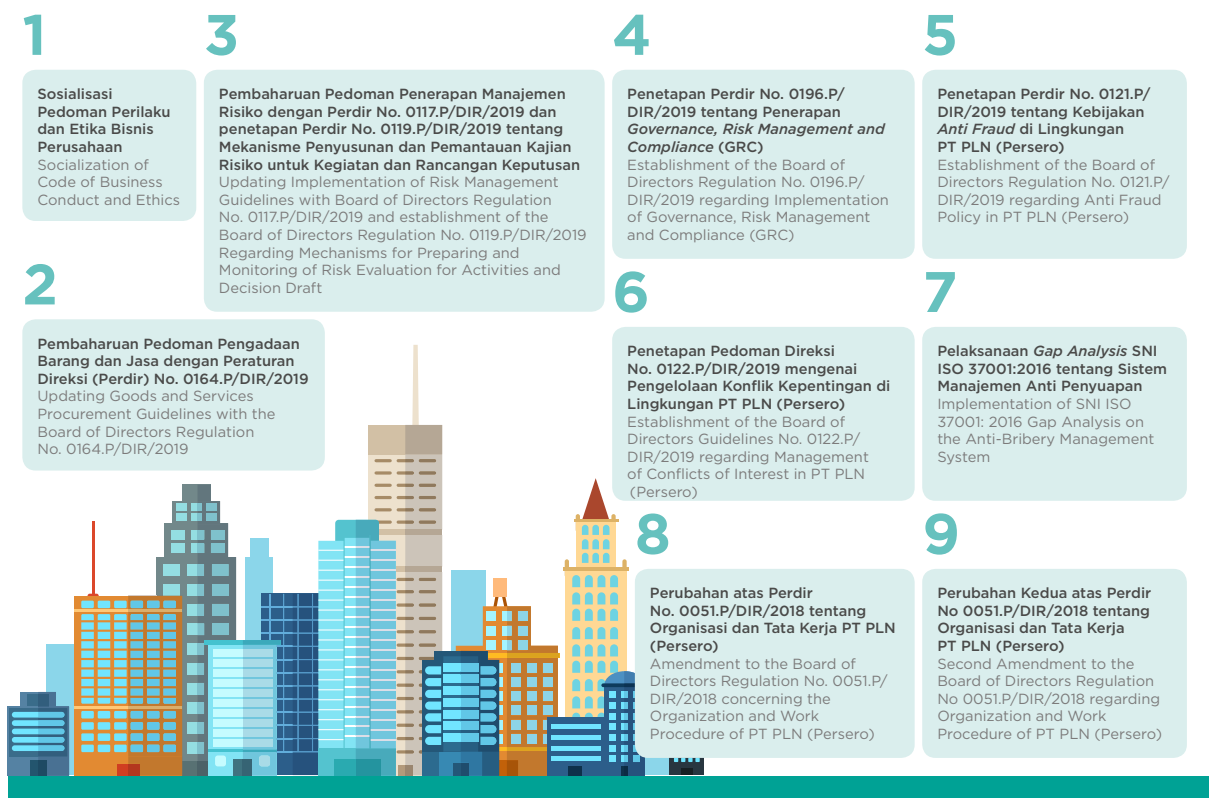 1
Sosialisasi
Pedoman Perilaku
dan Etika Bisnis
Perusahaan
Socialization of
Code of Business
Conduct and Ethics
2
Pembaharuan Pedoman Pengadaan
Barang dan Jasa dengan Peraturan
Direksi (Perdir) No. 0164.P/DIR/2019
Updating Goods and Services
Procurement Guidelines with the
Board of Directors Regulation
No. 0164.P/DIR/2019
3
Pembaharuan Pedoman Penerapan Manajemen
Risiko dengan Perdir No. 0117.P/DIR/2019 dan
penetapan Perdir No. 0119.P/DIR/2019 tentang
Mekanisme Penyusunan dan Pemantauan Kajian
Risiko untuk Kegiatan dan Rancangan Keputusan
Updating Implementation of Risk Management
Guidelines with Board of Directors Regulation
No. 0117.P/DIR/2019 and establishment of the
Board of Directors Regulation No. 0119.P/DIR/2019
Regarding Mechanisms for Preparing and
Monitoring of Risk Evaluation for Activities and
Decision Draft
4
Penetapan Perdir No. 0196.P/
DIR/2019 tentang Penerapan
Governance, Risk Management and
Compliance (GRC)
Establishment of the Board of
Directors Regulation No. 0196.P/
DIR/2019 regarding Implementation
of Governance, Risk Management
and Compliance (GRC)
5
Penetapan Perdir No. 0121.P/
DIR/2019 tentang Kebijakan
Anti Fraud di Lingkungan
PT PLN (Persero)
Establishment of the Board of
Directors Regulation No. 0121.P/
DIR/2019 regarding Anti Fraud
Policy in PT PLN (Persero)
6
Penetapan Pedoman Direksi
No. 0122.P/DIR/2019 mengenai
Pengelolaan Konflik Kepentingan di
Lingkungan PT PLN (Persero)
Establishment of the Board of
Directors Guidelines No. 0122.P/
DIR/2019 regarding Management
of Conflicts of Interest in PT PLN
(Persero)
7
Pelaksanaan Gap Analysis SNI
ISO 37001:2016 tentang Sistem
Manajemen Anti Penyuapan
Implementation of SNI ISO
37001: 2016 Gap Analysis on
the Anti-Bribery Management
System
8
Perubahan atas Perdir
No. 0051.P/DIR/2018 tentang
Organisasi dan Tata Kerja PT PLN
(Persero)
Amendment to the Board of
Directors Regulation No. 0051.P/
DIR/2018 concerning the
Organization and Work
Procedure of PT PLN (Persero)
9
Perubahan Kedua atas Perdir
No 0051.P/DIR/2018 tentang
Organisasi dan Tata Kerja
PT PLN (Persero)
Second Amendment to the
Board of Directors Regulation
No 0051.P/DIR/2018 regarding
Organization and Work
Procedure of PT PLN (Persero)